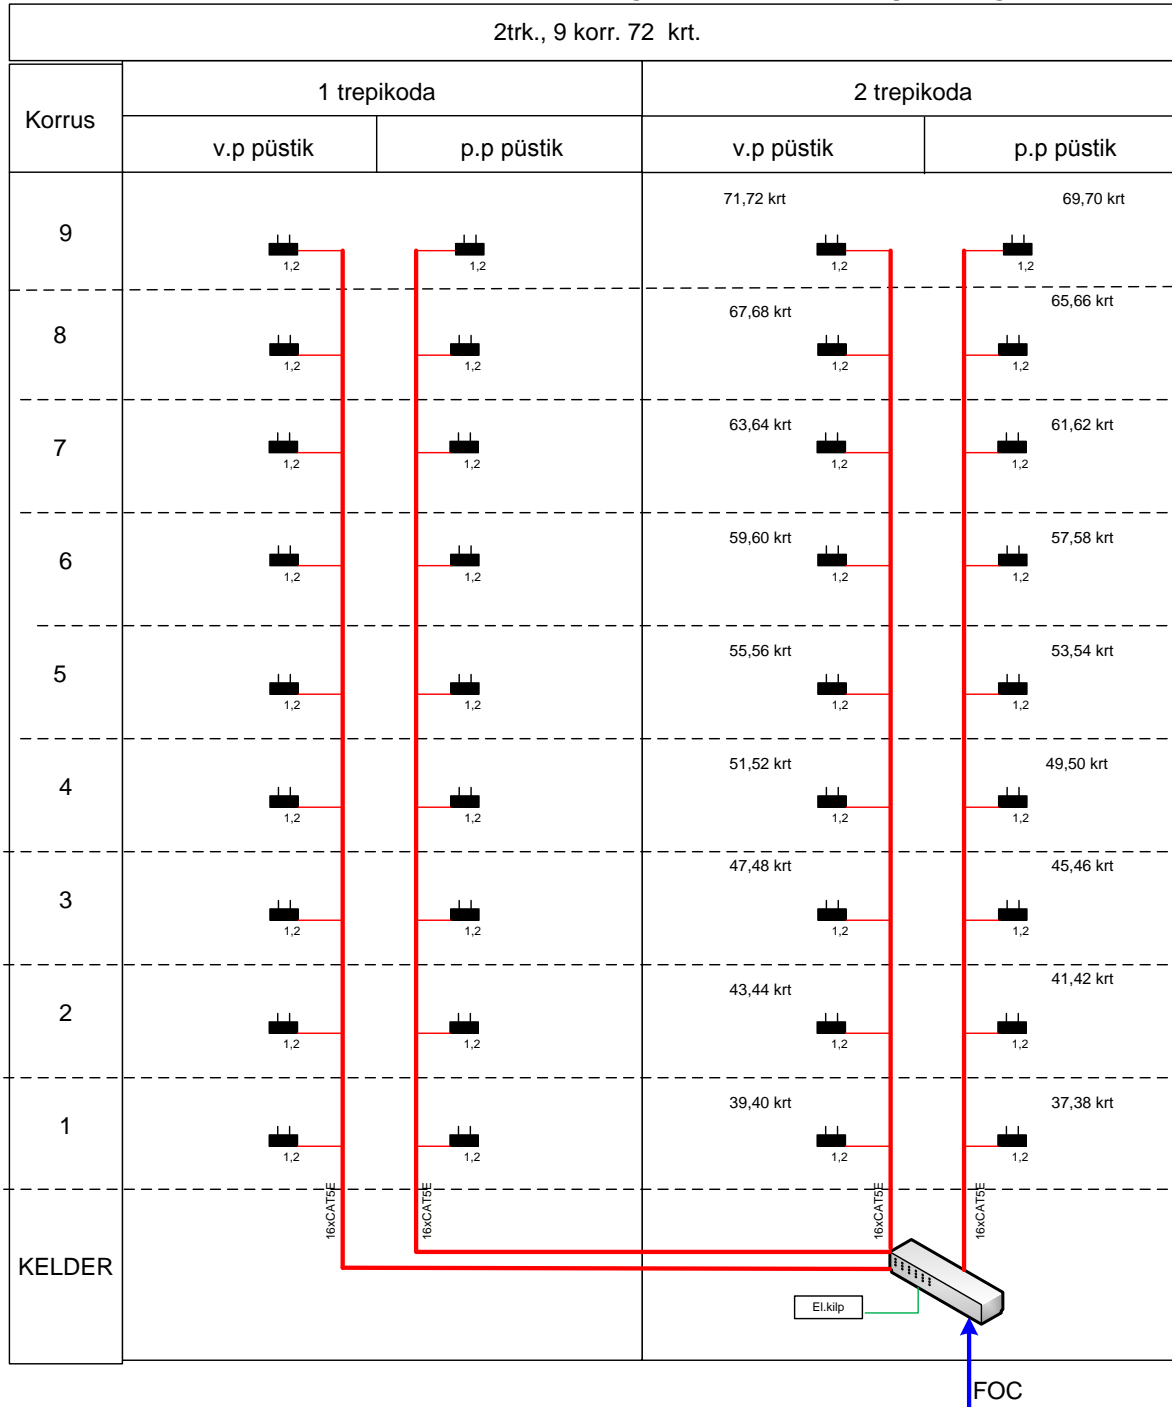 2trk., 9 korr. 72 krt.
Korrus
1 trepikoda
2 trepikoda
v.p püstik
p.p püstik
v.p püstik
p.p püstik
9
71,72 krt
69,70 krt
1,2
1,2
1,2
1,2
8
67,68 krt
65,66 krt
1,2
1,2
1,2
1,2
7
63,64 krt
61,62 krt
1,2
1,2
1,2
1,2
6
59,60 krt
57,58 krt
1,2
1,2
1,2
1,2
5
55,56 krt
53,54 krt
1,2
1,2
1,2
1,2
4
51,52 krt
49,50 krt
1,2
1,2
1,2
1,2
3
47,48 krt
45,46 krt
1,2
1,2
1,2
1,2
2
43,44 krt
41,42 krt
1,2
1,2
1,2
1,2
1
39,40 krt
37,38 krt
1,2
1,2
1,2
1,2
16xCAT5E
16xCAT5E
16xCAT5E
16xCAT5E
KELDER
El.kilp
FOC